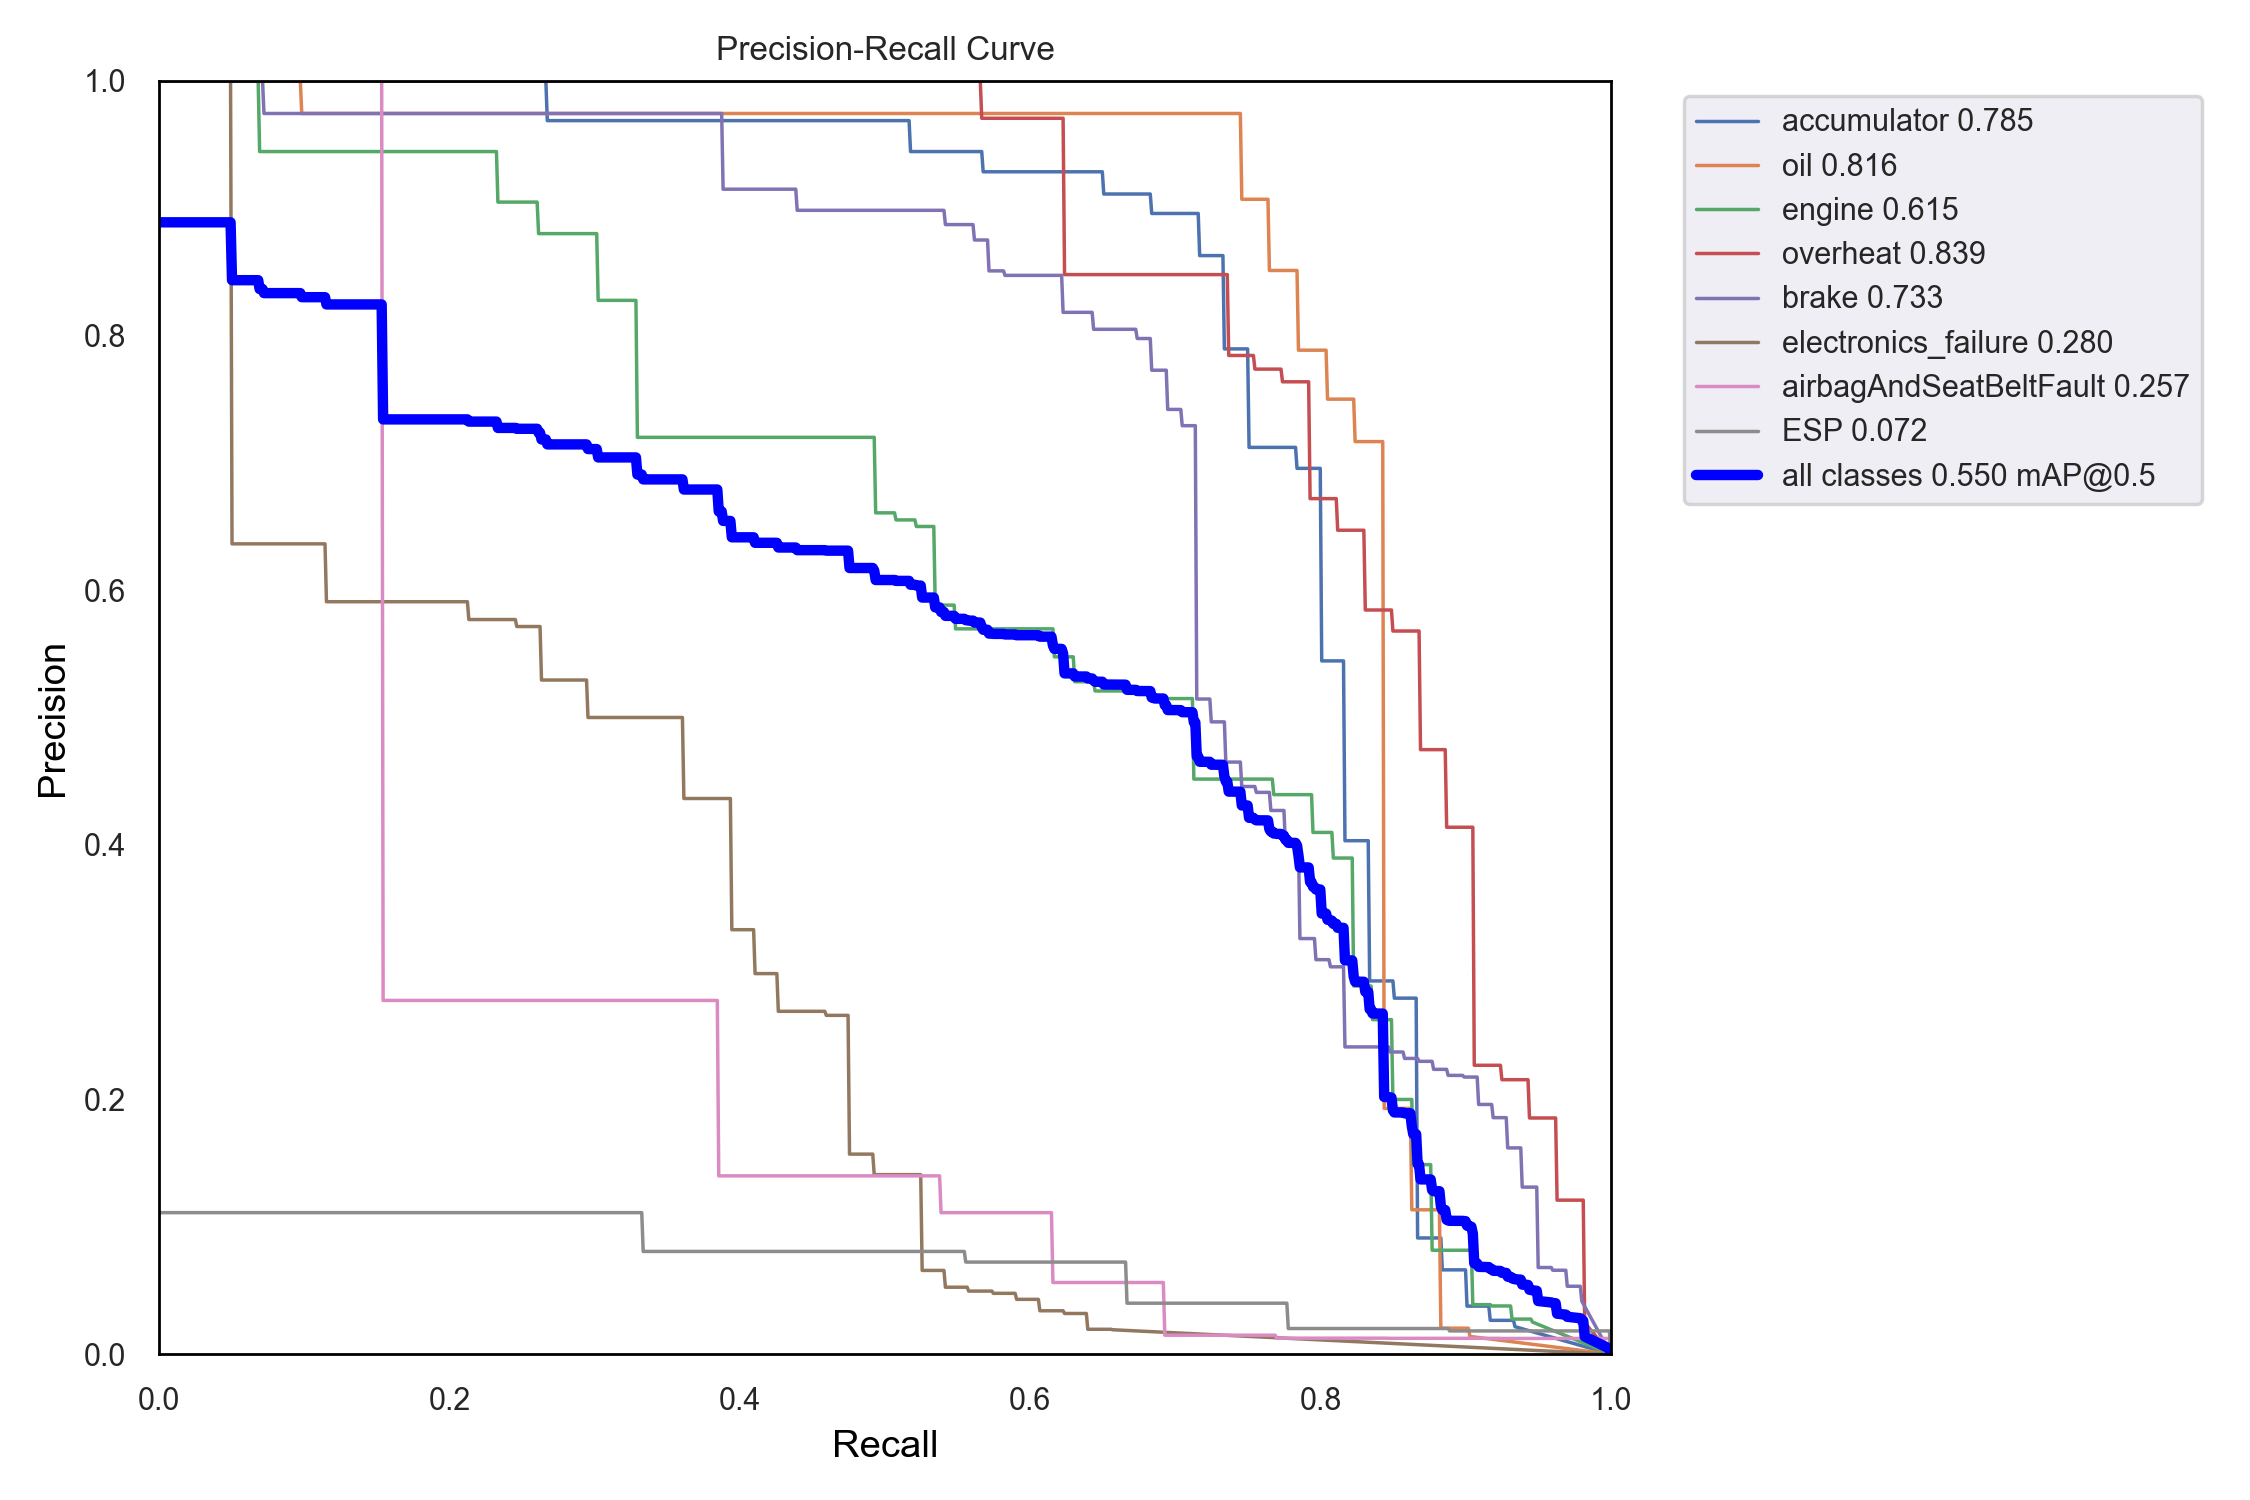 Precision-Recall Curve
1.0
0.8
0.6
0.4
0.2
0.0
Precision
0.0 0.2 0.4 0.6 0.8 1.0
Recall
accumulator 0.785
oil 0.816
engine 0.615
overheat 0.839
brake 0.733
electronics_failure 0.280
airbagAndSeatBeltFault 0.257
ESP 0.072
all classes 0.550 mAP@0.5